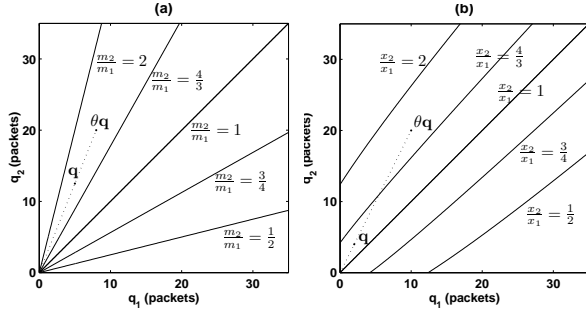 (a)
30
20
10
0
0
10
20
30
q₂ (packets)
q₁ (packets)
m₂/m₁ = 2
m₂/m₁ = 4/3
m₂/m₁ = 1
m₂/m₁ = 3/4
m₂/m₁ = 1/2
θq
q
(b)
30
20
10
0
0
10
20
30
q₂ (packets)
q₁ (packets)
x₂/x₁ = 2
x₂/x₁ = 4/3
x₂/x₁ = 1
x₂/x₁ = 3/4
x₂/x₁ = 1/2
θq
q